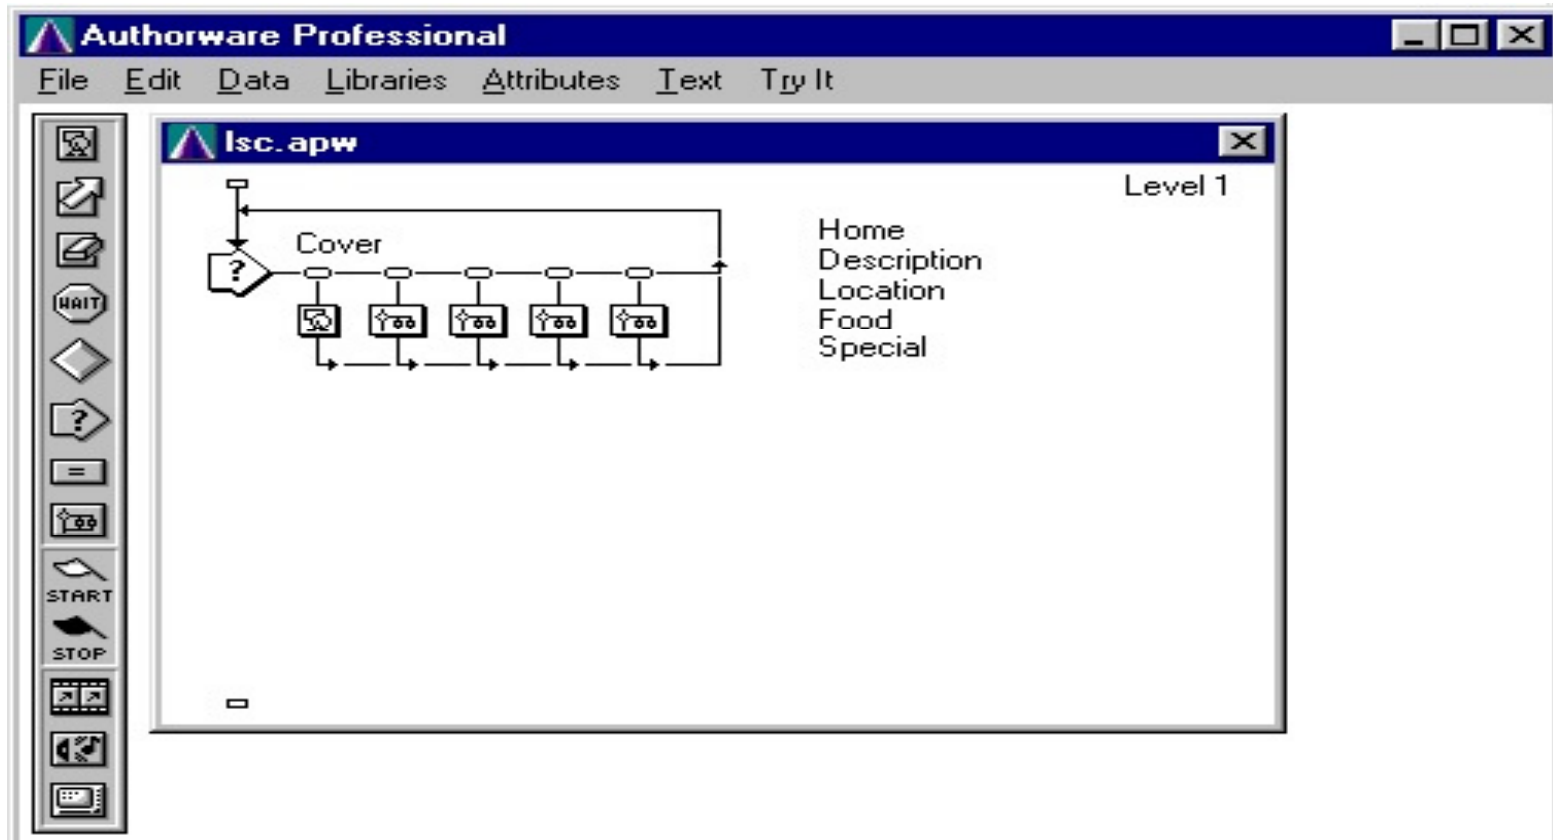 Authorware Professional
File Edit Data Libraries Attributes Text Try It
lsc.apw
Level 1
Cover
?
Home
Description
Location
Food
Special
WAIT
?
=
START
STOP